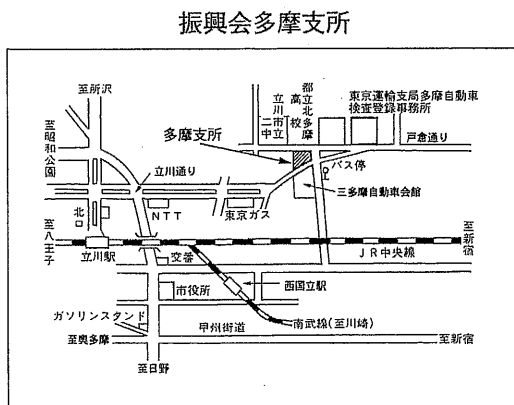 振興会多摩支所
至所沢
至昭和公園
立川市立二中
都立北多摩高校
東京運輸支局多摩自動車
検査登録事務所
戸倉通り
多摩支所
立川通り
バス停
三多摩自動車会館
北口
NTT
東京ガス
至八王子
立川駅
交番
JR中央線
至新宿
市役所
西国立駅
ガソリンスタンド
甲州街道
南武線(至川崎)
至奥多摩
至新宿
至日野